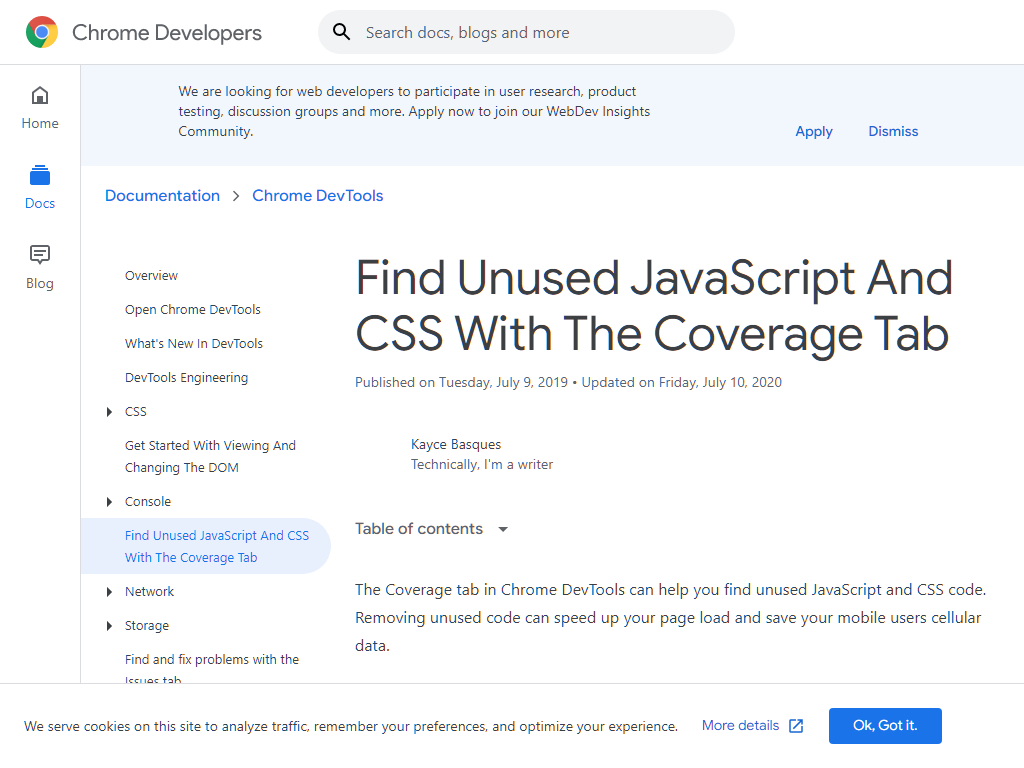 Chrome Developers
Search docs, blogs and more
Home
Docs
Blog
We are looking for web developers to participate in user research, product
testing, discussion groups and more. Apply now to join our WebDev Insights
Community.
Apply
Dismiss
Documentation
Chrome DevTools
Overview
Open Chrome DevTools
What's New In DevTools
DevTools Engineering
CSS
Get Started With Viewing And
Changing The DOM
Console
Find Unused JavaScript And CSS
With The Coverage Tab
Network
Storage
Find and fix problems with the
Issues tab
Find Unused JavaScript And
CSS With The Coverage Tab
Published on Tuesday, July 9, 2019 • Updated on Friday, July 10, 2020
Kayce Basques
Technically, I'm a writer
Table of contents
The Coverage tab in Chrome DevTools can help you find unused JavaScript and CSS code.
Removing unused code can speed up your page load and save your mobile users cellular
data.
We serve cookies on this site to analyze traffic, remember your preferences, and optimize your experience.
More details
Ok, Got it.